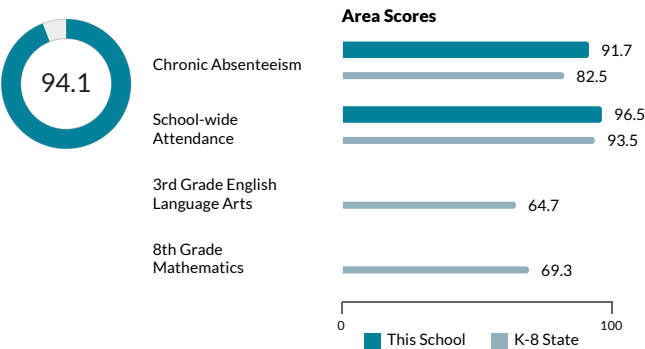 Area Scores
94.1
Chronic Absenteeism
91.7
82.5
School-wide
Attendance
96.5
93.5
3rd Grade English
Language Arts
64.7
8th Grade
Mathematics
69.3
0 100
This School K-8 State